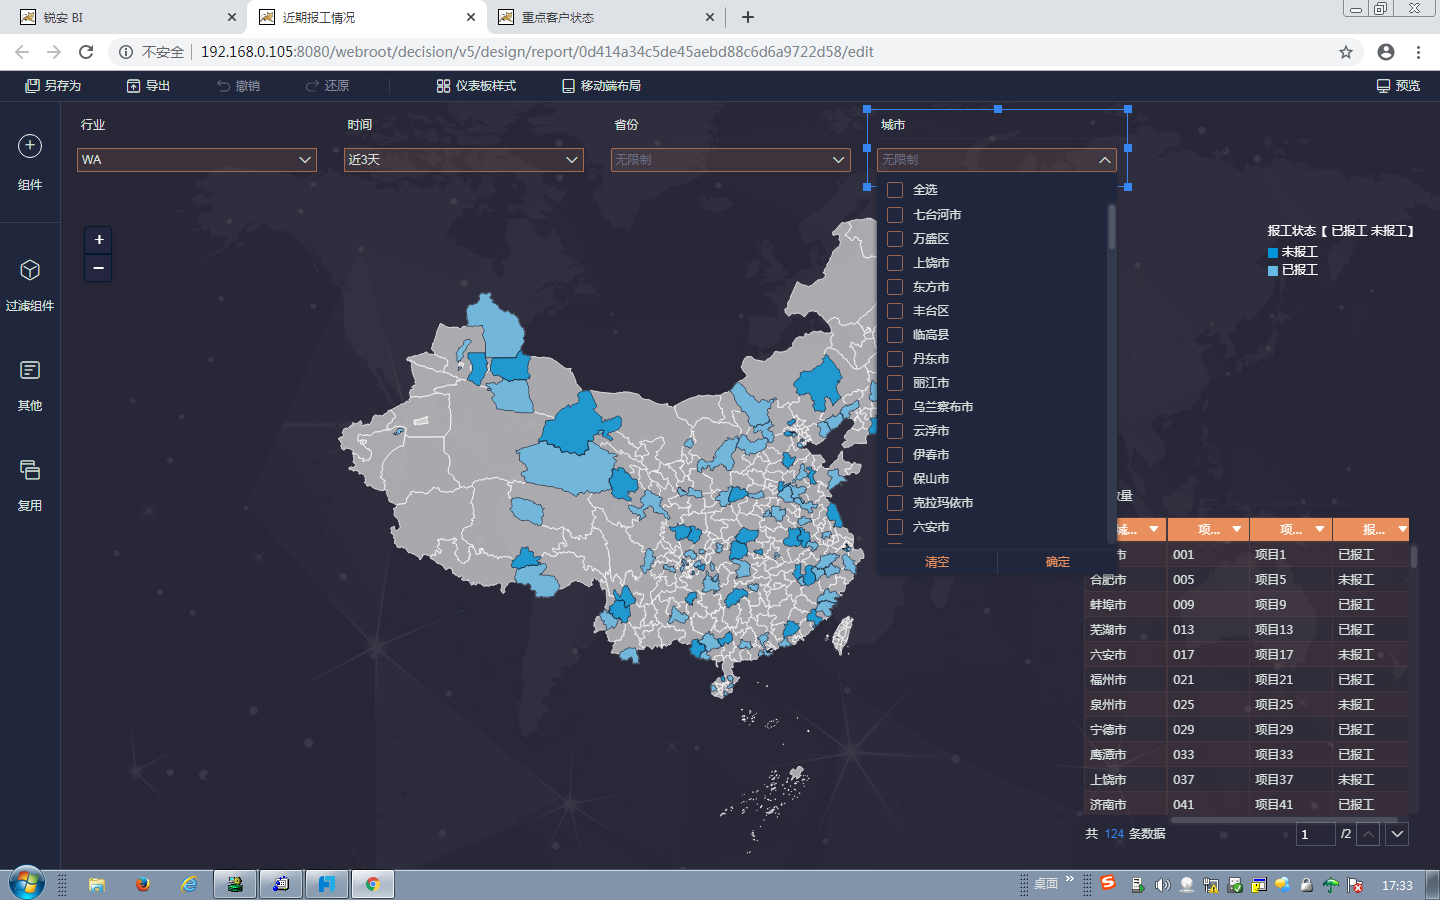 锐安 BI
近期报工情况
重点客户状态
不安全
192.168.0.105:8080/webroot/decision/v5/design/report/0d414a34c5de45aebd88c6d6a9722d58/edit
另存为
导出
撤销
还原
仪表板样式
移动端布局
预览
组件
过滤组件
其他
复用
行业
WA
时间
近3天
省份
无限制
城市
无限制
全选
七台河市
万盛区
上饶市
东方市
丰台区
临高县
丹东市
丽江市
乌兰察布市
云浮市
伊春市
保山市
克拉玛依市
六安市
清空
确定
+
−
报工状态【 已报工 未报工】
未报工
已报工
数量
城... 项... 项... 报...
市 001 项目1 已报工
合肥市 005 项目5 未报工
蚌埠市 009 项目9 已报工
芜湖市 013 项目13 已报工
六安市 017 项目17 未报工
福州市 021 项目21 已报工
泉州市 025 项目25 未报工
宁德市 029 项目29 已报工
鹰潭市 033 项目33 已报工
上饶市 037 项目37 未报工
济南市 041 项目41 已报工
共 124 条数据
1 /2
桌面 »
17:33